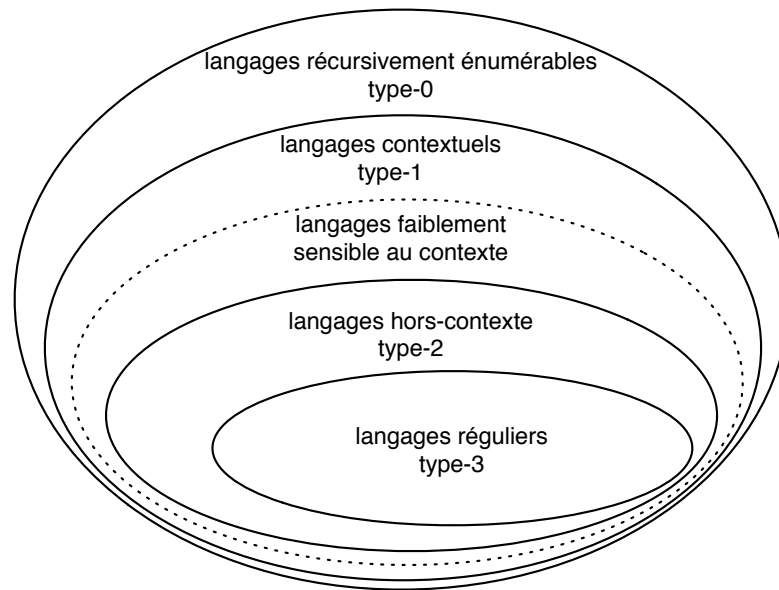 langages récursivement énumérables
type-0
langages contextuels
type-1
langages faiblement
sensible au contexte
langages hors-contexte
type-2
langages réguliers
type-3